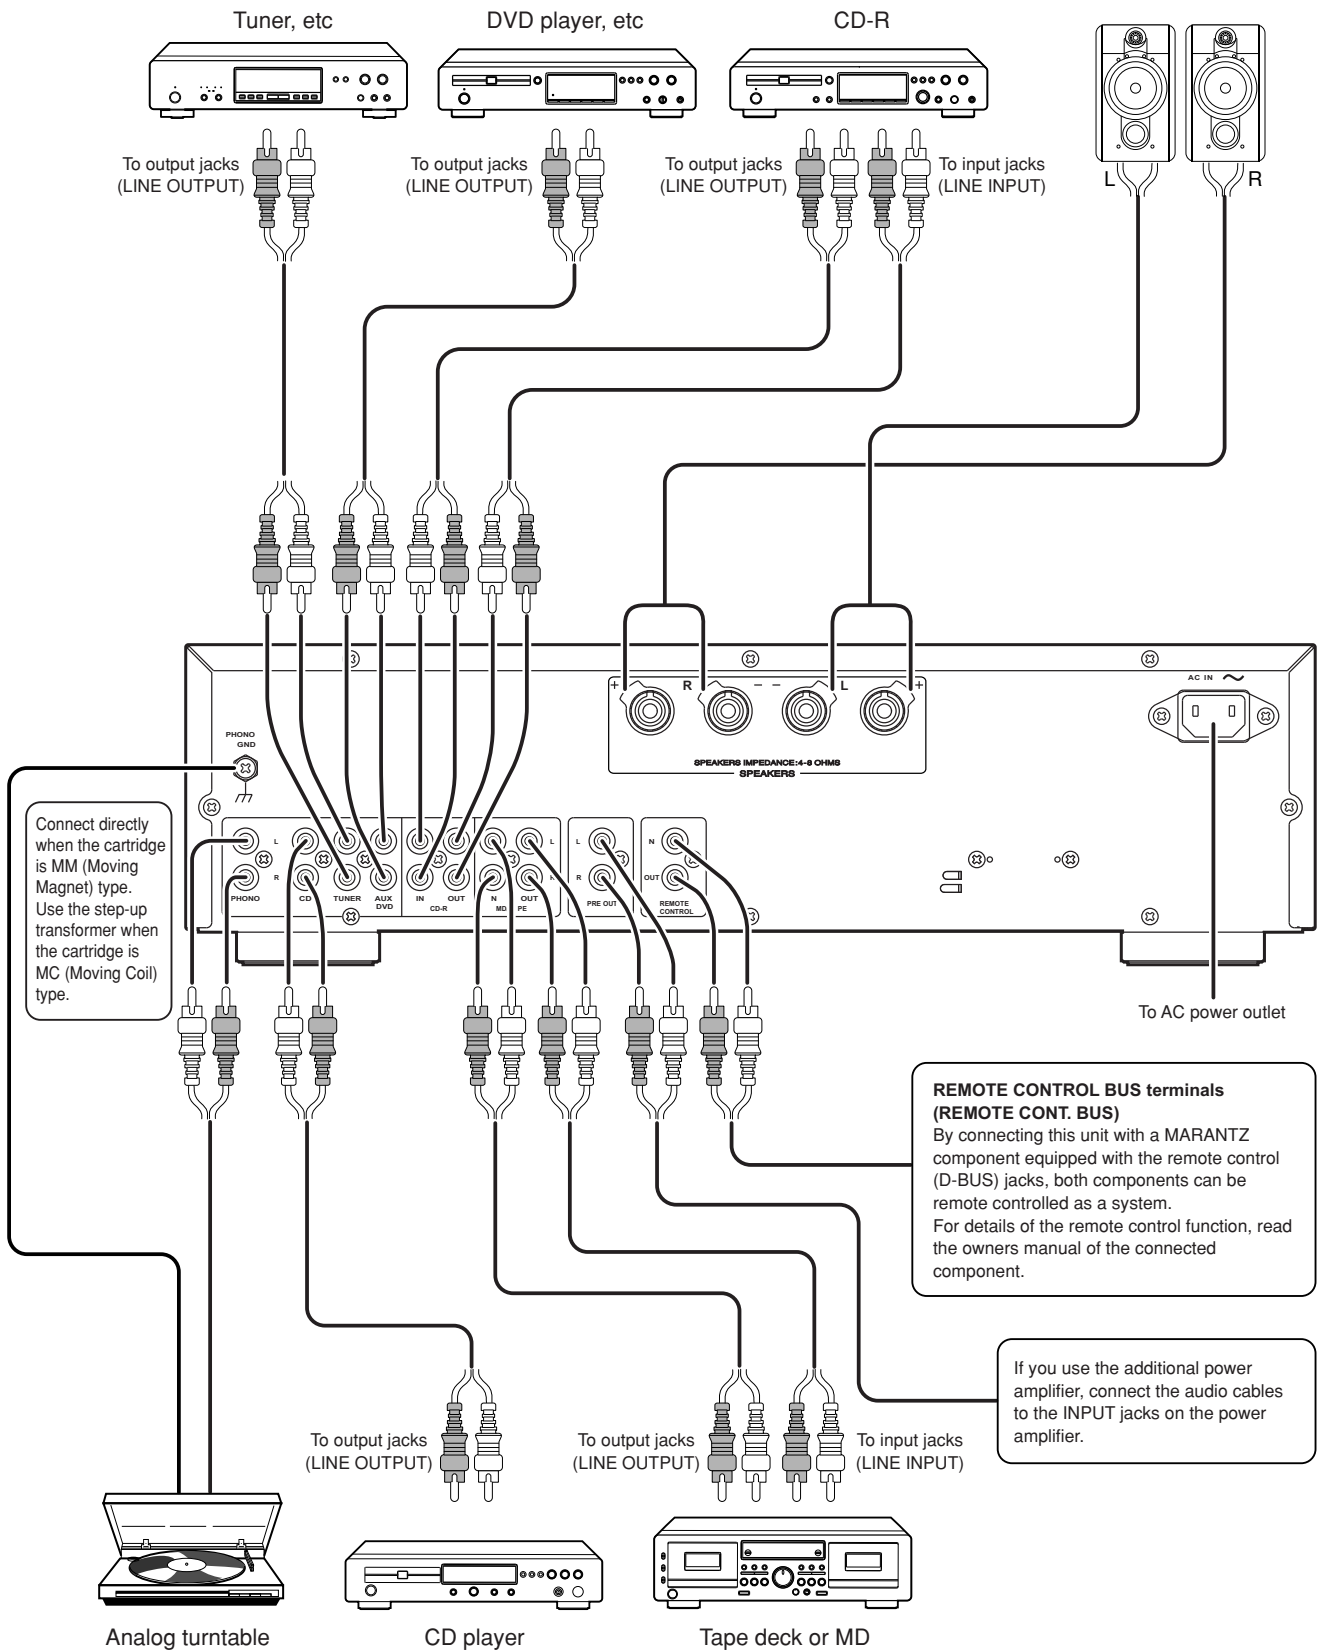 Tuner, etc
DVD player, etc
CD-R
To output jacks
(LINE OUTPUT)
To output jacks
(LINE OUTPUT)
To output jacks
(LINE OUTPUT)
To input jacks
(LINE INPUT)
L
R
PHONO
GND
+
R
−
−
L
+
SPEAKERS IMPEDANCE:4-8 OHMS
SPEAKERS
AC IN
Connect directly
when the cartridge
is MM (Moving
Magnet) type.
Use the step-up
transformer when
the cartridge is
MC (Moving Coil)
type.
L
R
PHONO
CD
TUNER
AUX
DVD
IN
OUT
CD-R
N
OUT
MD
PE
L
R
L
R
PRE OUT
N
OUT
REMOTE
CONTROL
To AC power outlet
REMOTE CONTROL BUS terminals
(REMOTE CONT. BUS)
By connecting this unit with a MARANTZ
component equipped with the remote control
(D-BUS) jacks, both components can be
remote controlled as a system.
For details of the remote control function, read
the owners manual of the connected
component.
If you use the additional power
amplifier, connect the audio cables
to the INPUT jacks on the power
amplifier.
To output jacks
(LINE OUTPUT)
To output jacks
(LINE OUTPUT)
To input jacks
(LINE INPUT)
Analog turntable
CD player
Tape deck or MD